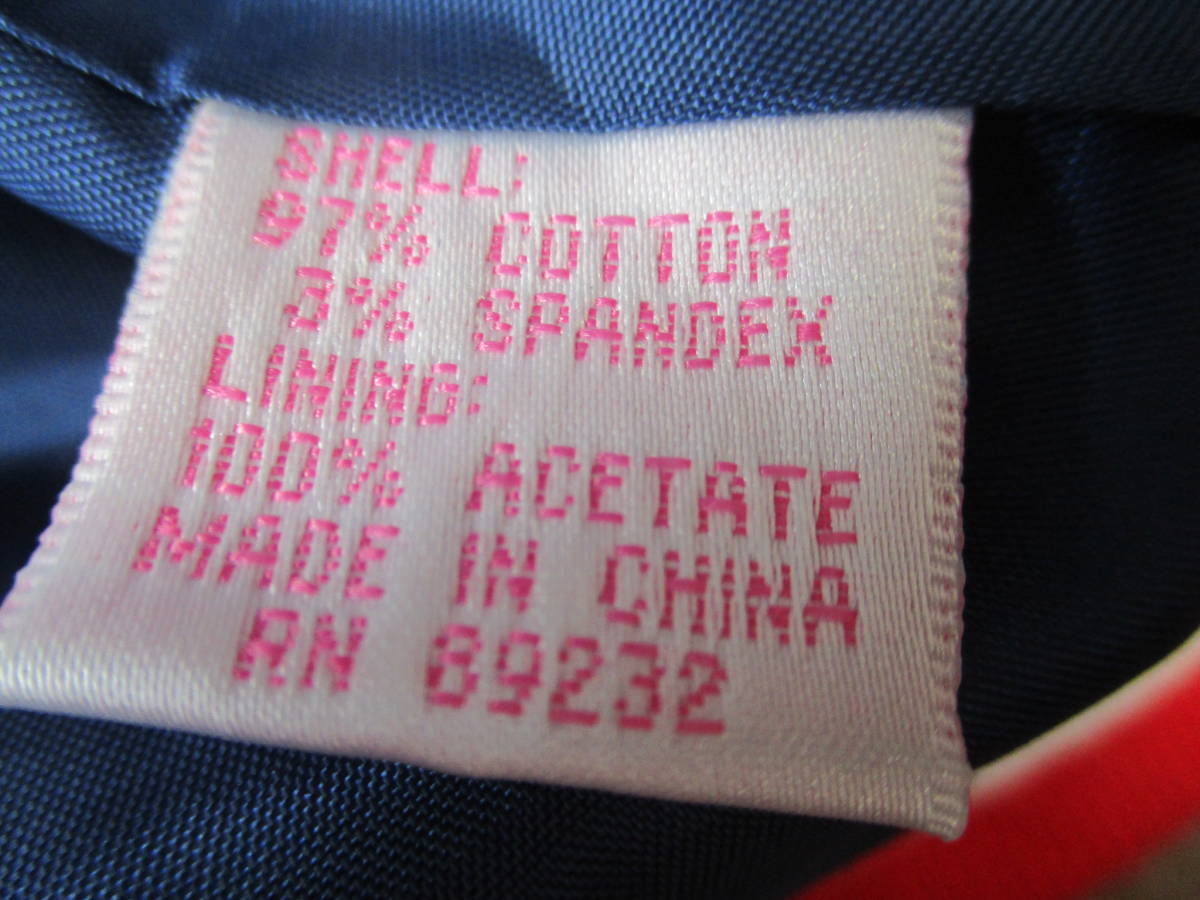 SHELL:
97% COTTON
3% SPANDEX
LINING:
100% ACETATE
MADE IN CHINA
RN 89232